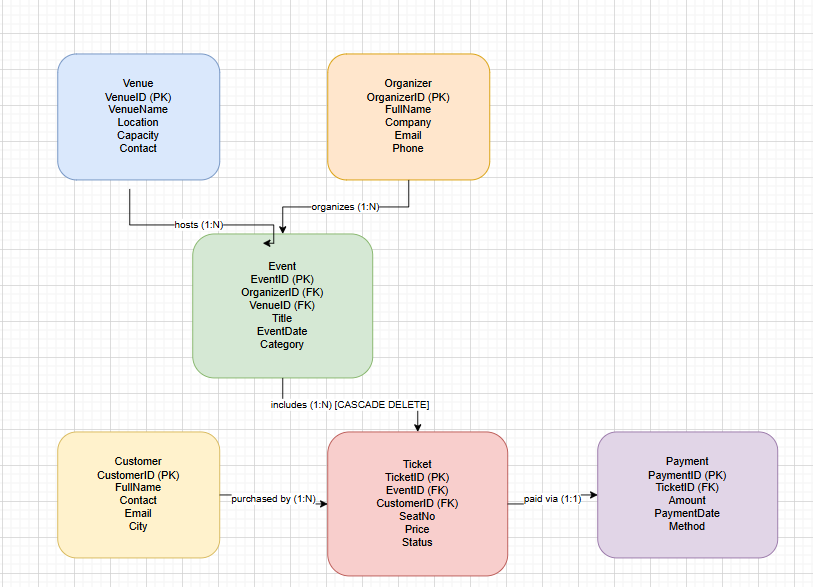 Venue
VenueID (PK)
VenueName
Location
Capacity
Contact
Organizer
OrganizerID (PK)
FullName
Company
Email
Phone
organizes (1:N)
hosts (1:N)
Event
EventID (PK)
OrganizerID (FK)
VenueID (FK)
Title
EventDate
Category
includes (1:N) [CASCADE DELETE]
Customer
CustomerID (PK)
FullName
Contact
Email
City
purchased by (1:N)
Ticket
TicketID (PK)
EventID (FK)
CustomerID (FK)
SeatNo
Price
Status
paid via (1:1)
Payment
PaymentID (PK)
TicketID (FK)
Amount
PaymentDate
Method